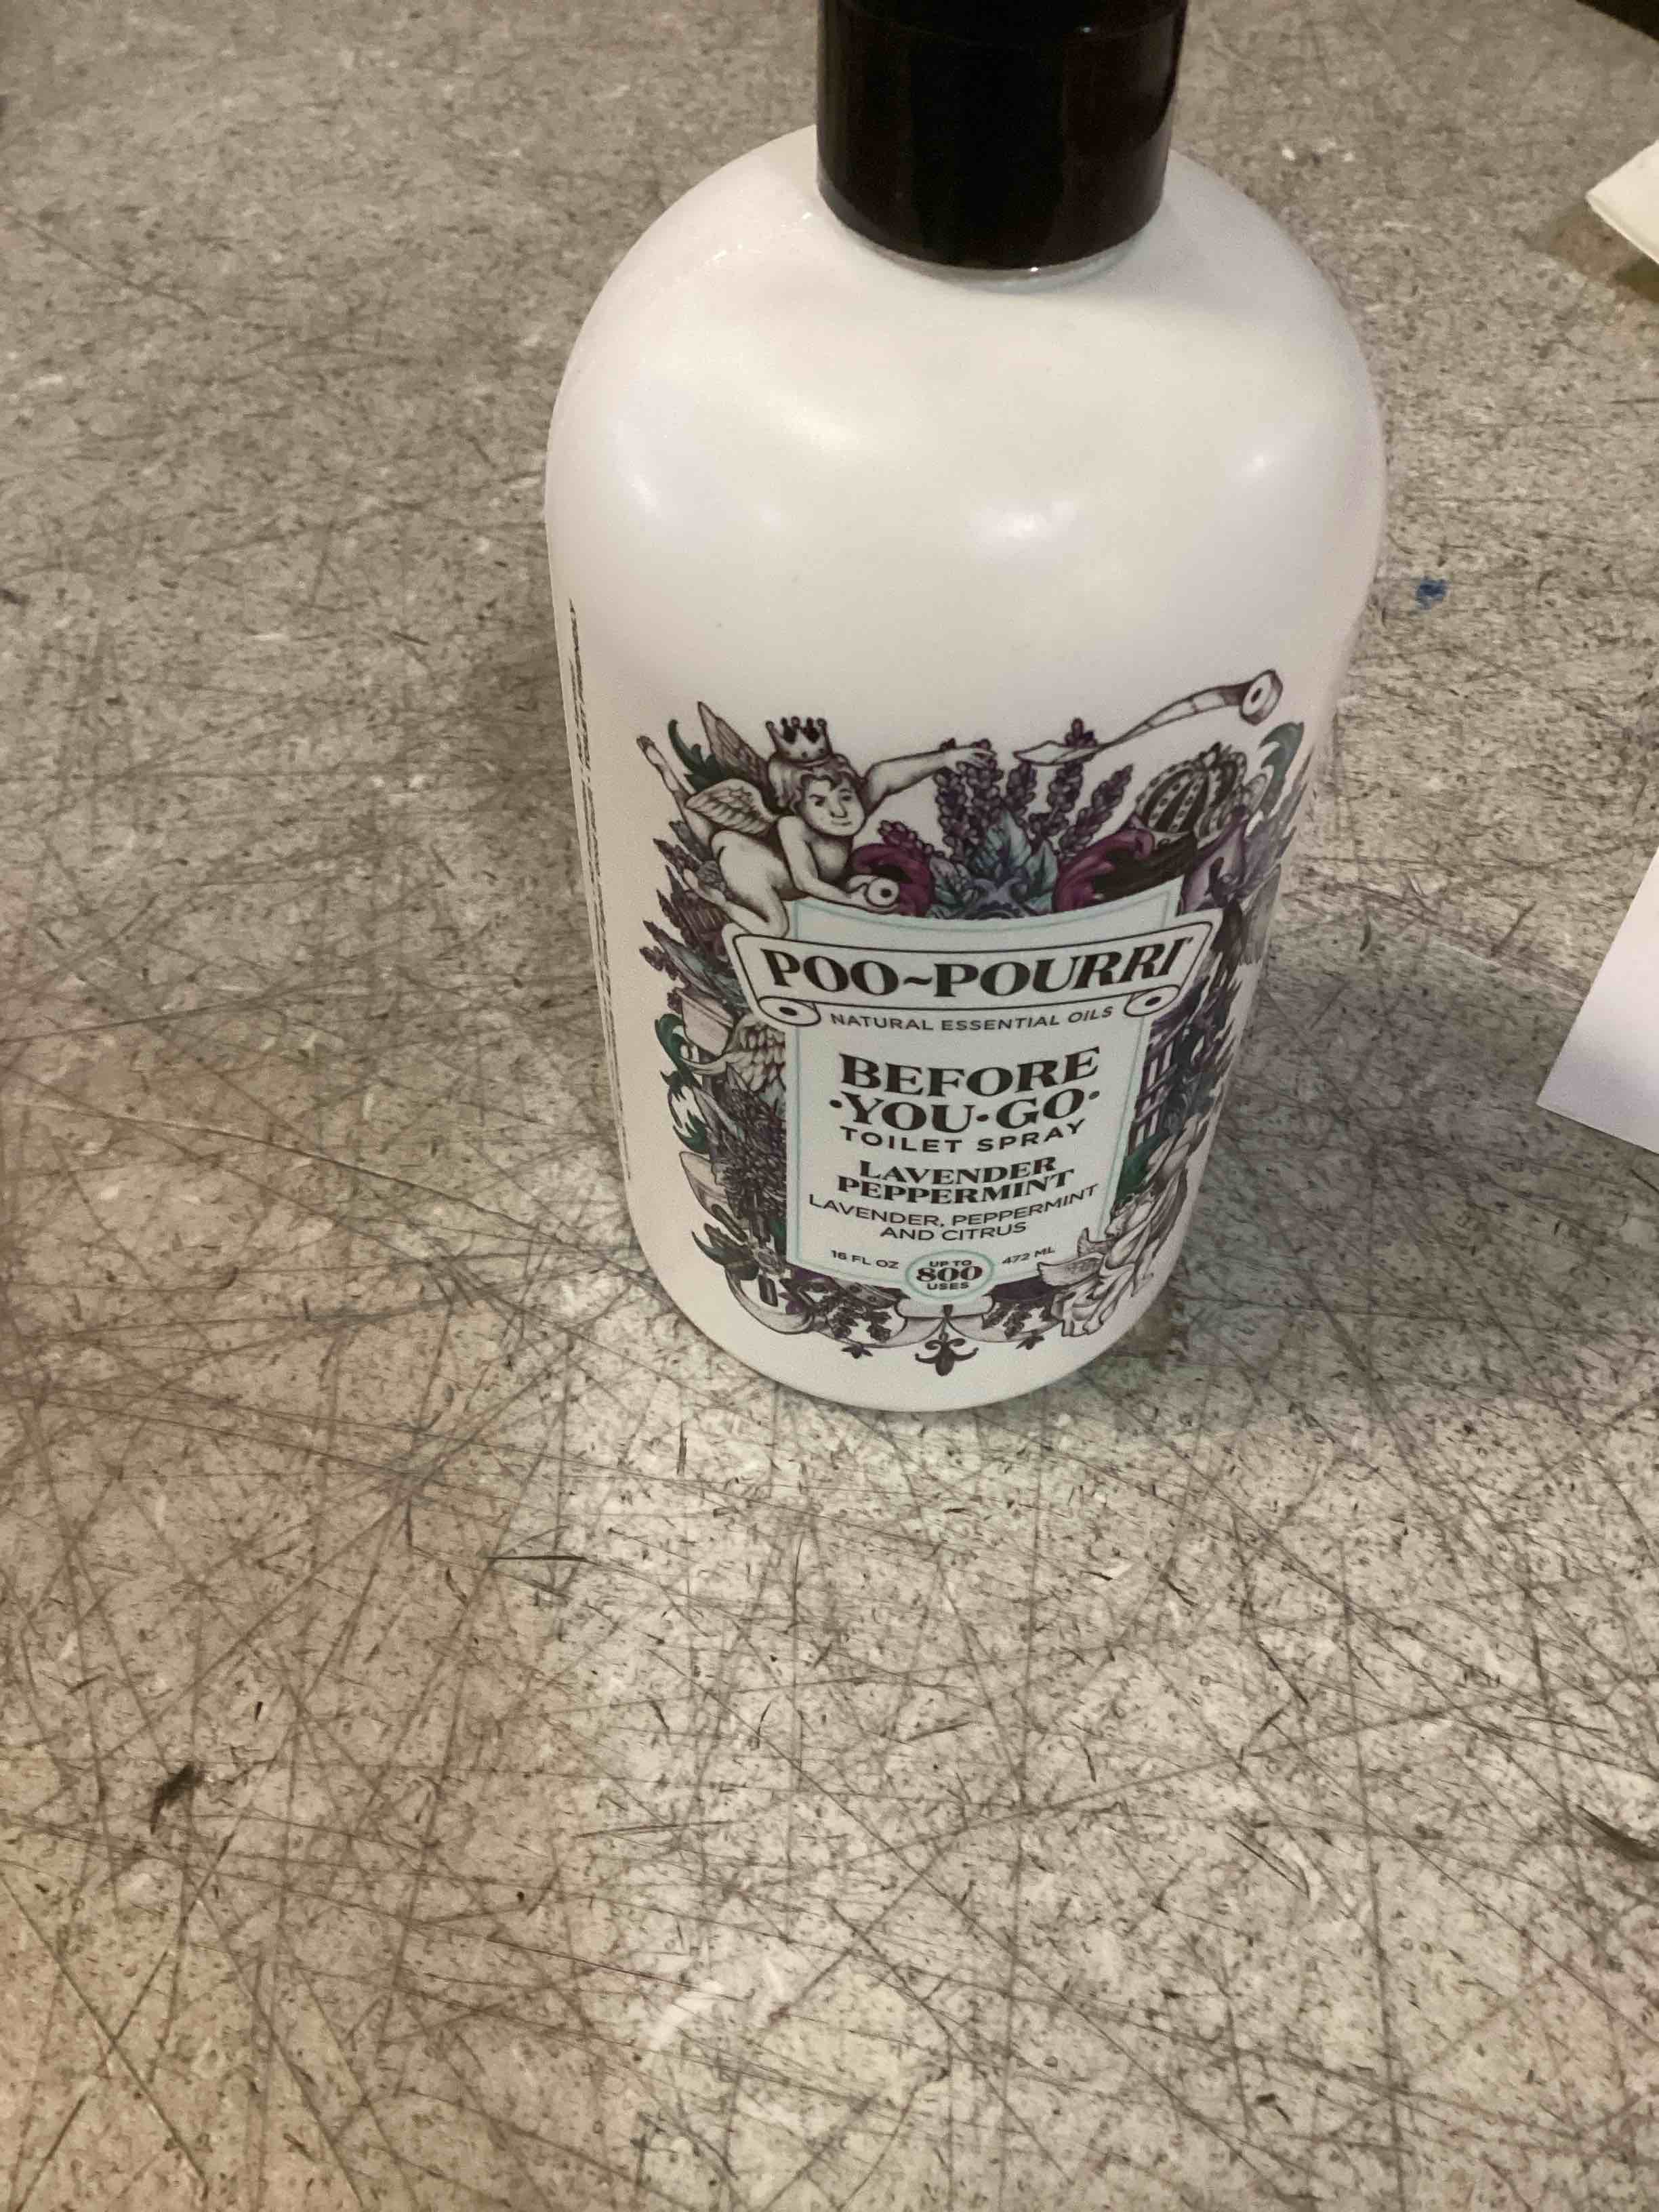 POO~POURRI
NATURAL ESSENTIAL OILS
BEFORE
·YOU·GO·
TOILET SPRAY
LAVENDER
PEPPERMINT
LAVENDER, PEPPERMINT
AND CITRUS
16 FL OZ
UP TO
800
USES
472 ML